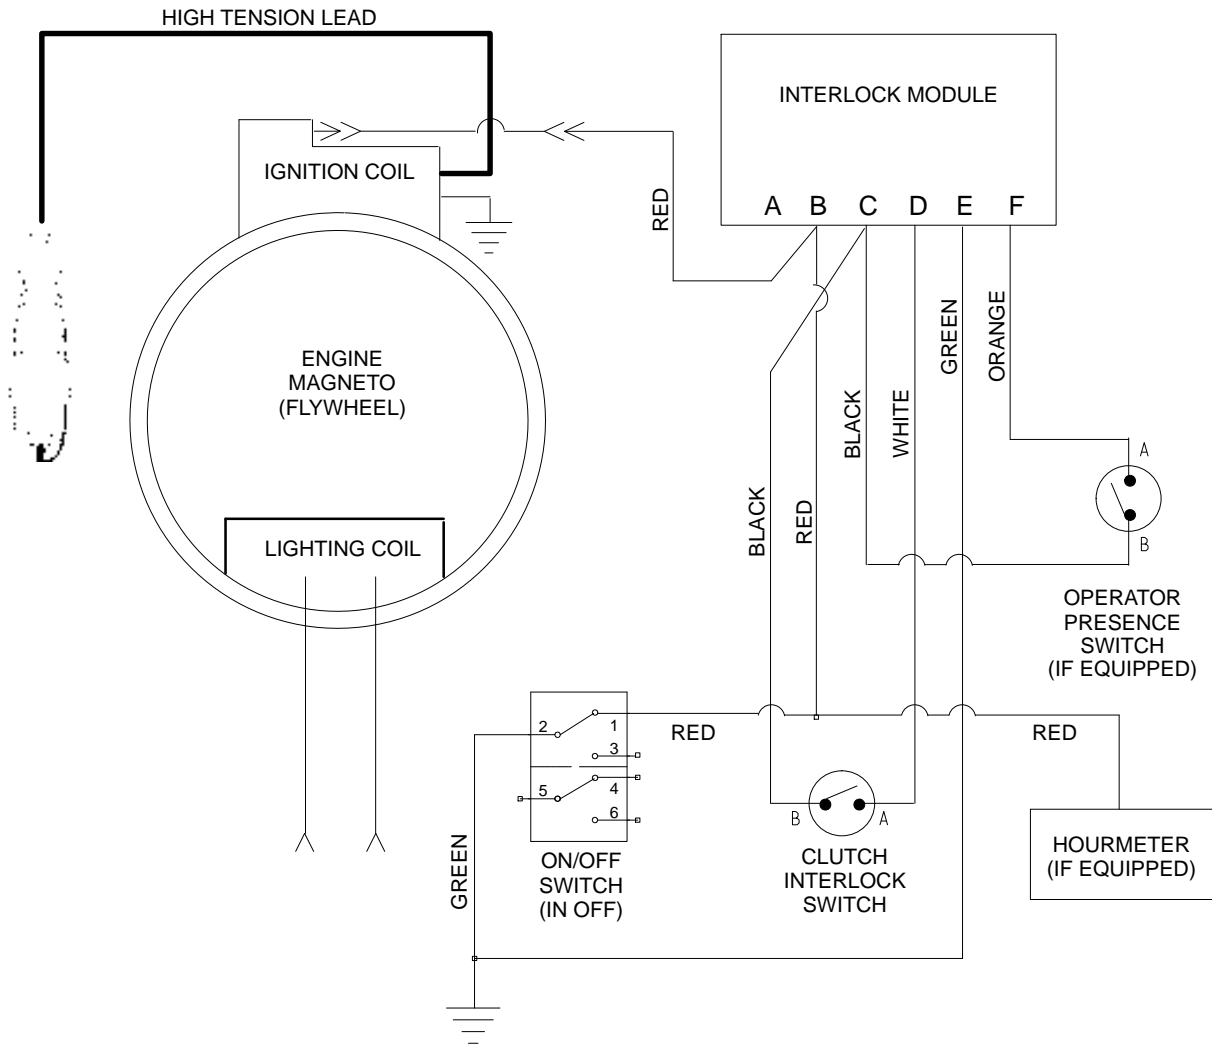 HIGH TENSION LEAD
INTERLOCK MODULE
IGNITION COIL
RED
A B C D E F
GREEN
ORANGE
ENGINE
MAGNETO
(FLYWHEEL)
BLACK
WHITE
A
BLACK
RED
B
LIGHTING COIL
OPERATOR
PRESENCE
SWITCH
(IF EQUIPPED)
2 1
RED
RED
3
5 4
6
B A
GREEN
ON/OFF
SWITCH
(IN OFF)
CLUTCH
INTERLOCK
SWITCH
HOURMETER
(IF EQUIPPED)